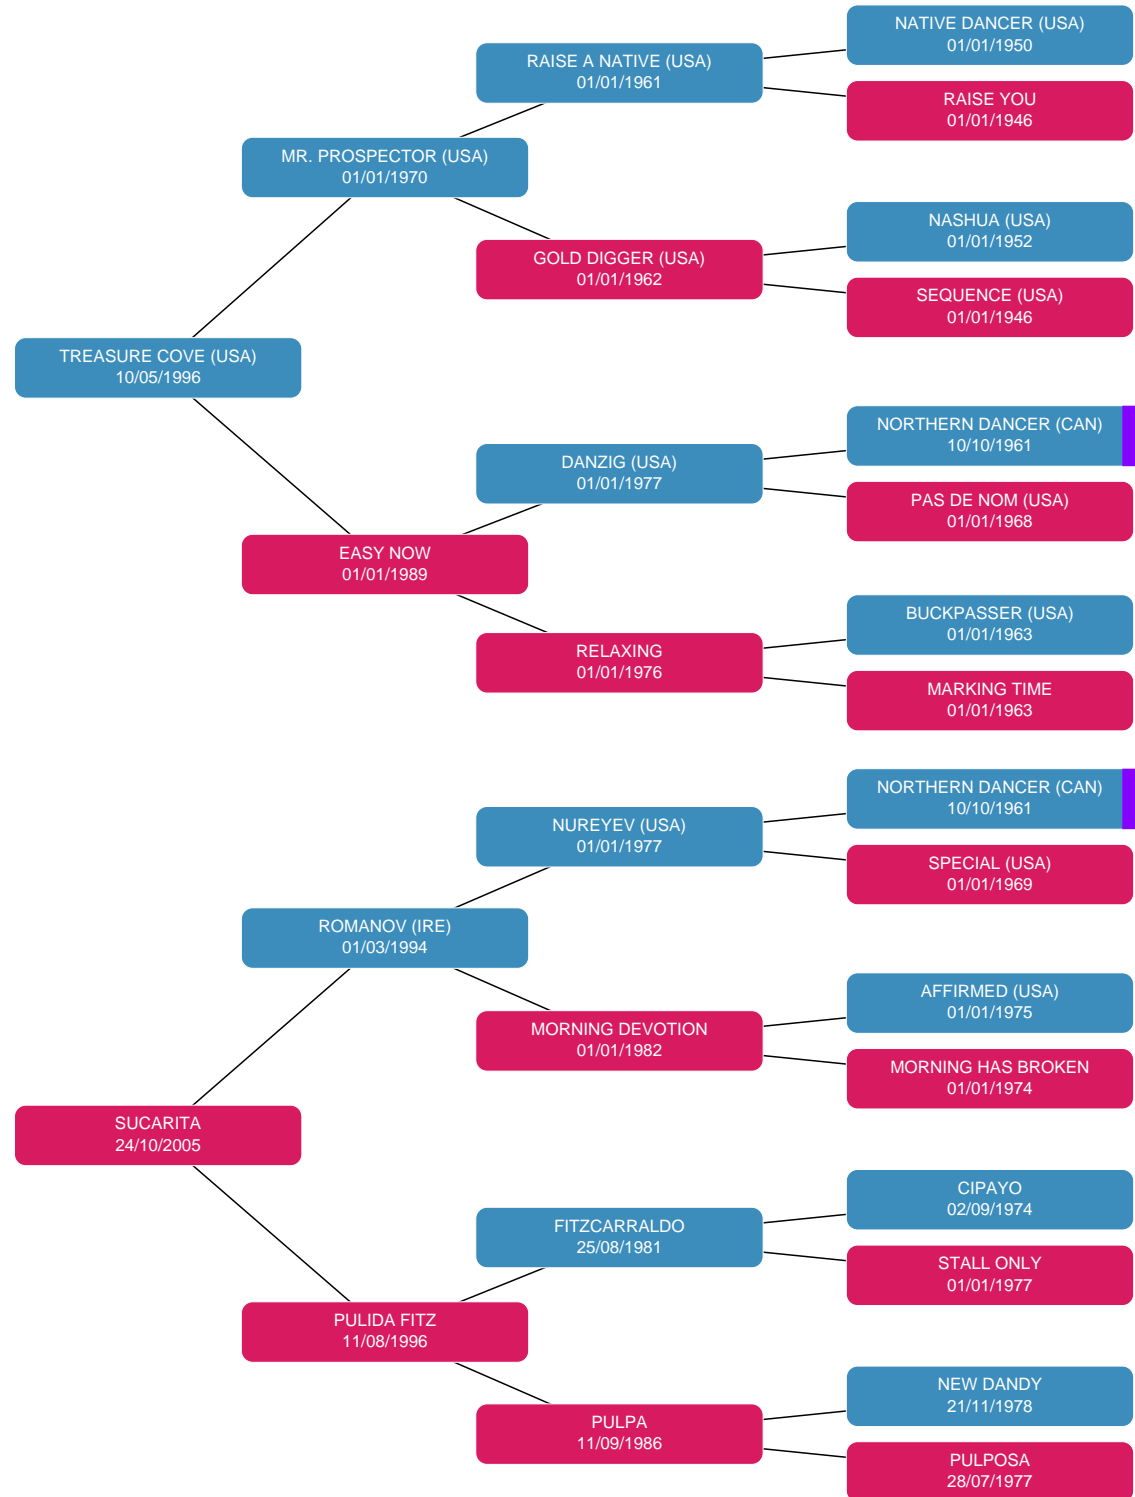 NATIVE DANCER (USA)
01/01/1950
RAISE A NATIVE (USA)
01/01/1961
RAISE YOU
01/01/1946
MR. PROSPECTOR (USA)
01/01/1970
NASHUA (USA)
01/01/1952
GOLD DIGGER (USA)
01/01/1962
SEQUENCE (USA)
01/01/1946
TREASURE COVE (USA)
10/05/1996
NORTHERN DANCER (CAN)
10/10/1961
DANZIG (USA)
01/01/1977
PAS DE NOM (USA)
01/01/1968
EASY NOW
01/01/1989
BUCKPASSER (USA)
01/01/1963
RELAXING
01/01/1976
MARKING TIME
01/01/1963
NORTHERN DANCER (CAN)
10/10/1961
NUREYEV (USA)
01/01/1977
SPECIAL (USA)
01/01/1969
ROMANOV (IRE)
01/03/1994
AFFIRMED (USA)
01/01/1975
MORNING DEVOTION
01/01/1982
MORNING HAS BROKEN
01/01/1974
SUCARITA
24/10/2005
CIPAYO
02/09/1974
FITZCARRALDO
25/08/1981
STALL ONLY
01/01/1977
PULIDA FITZ
11/08/1996
NEW DANDY
21/11/1978
PULPA
11/09/1986
PULPOSA
28/07/1977